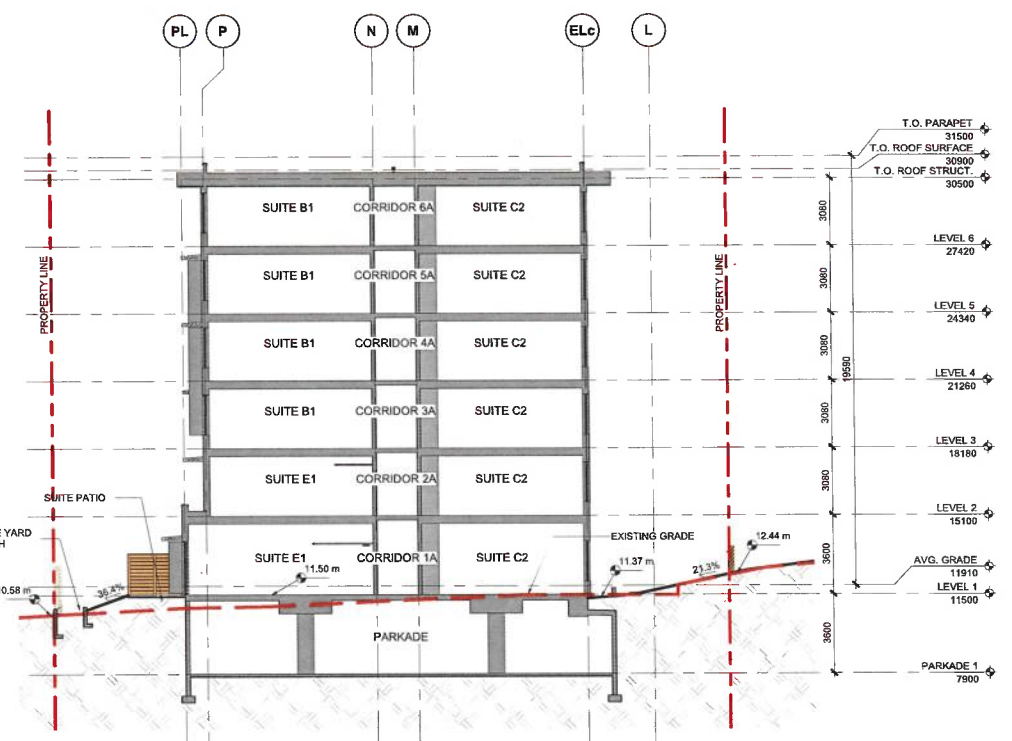 PL P N M ELc L
T.O. PARAPET
31500
T.O. ROOF SURFACE
30900
T.O. ROOF STRUCT.
30500
SUITE B1 CORRIDOR 6A SUITE C2
3080
LEVEL 6
27420
PROPERTY LINE
PROPERTY LINE
SUITE B1 CORRIDOR 5A SUITE C2
3080
LEVEL 5
24340
SUITE B1 CORRIDOR 4A SUITE C2
3080
19590
LEVEL 4
21260
SUITE B1 CORRIDOR 3A SUITE C2
3080
LEVEL 3
18180
SUITE E1 CORRIDOR 2A SUITE C2
3080
LEVEL 2
15100
SUITE PATIO
E YARD
H
EXISTING GRADE
12.44 m
SUITE E1 CORRIDOR 1A SUITE C2
3600
AVG. GRADE
11910
0.58 m
36.4%
11.50 m
11.37 m
21.3%
LEVEL 1
11500
PARKADE
3600
PARKADE 1
7900